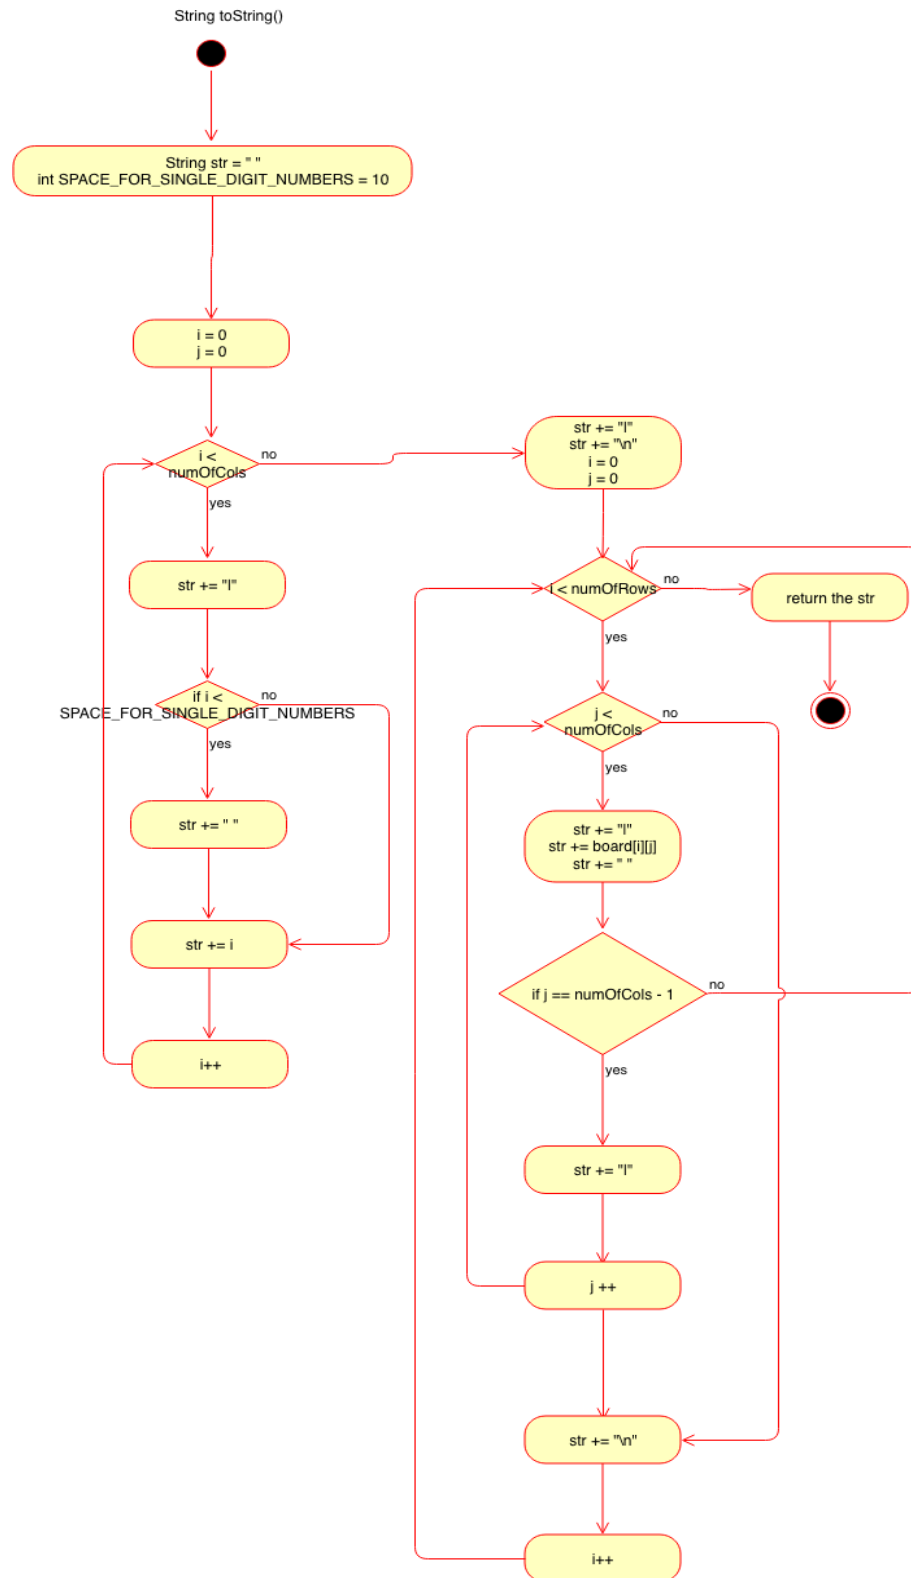 String toString()
String str = " "
int SPACE_FOR_SINGLE_DIGIT_NUMBERS = 10
i = 0
j = 0
i <
numOfCols
no
yes
str += "l"
if i <
SPACE_FOR_SINGLE_DIGIT_NUMBERS
no
yes
str += " "
str += i
i++
str += "l"
str += "\n"
i = 0
j = 0
i < numOfRows
no
return the str
yes
j <
numOfCols
no
yes
str += "l"
str += board[i][j]
str += " "
if j == numOfCols - 1
no
yes
str += "l"
j ++
str += "\n"
i++